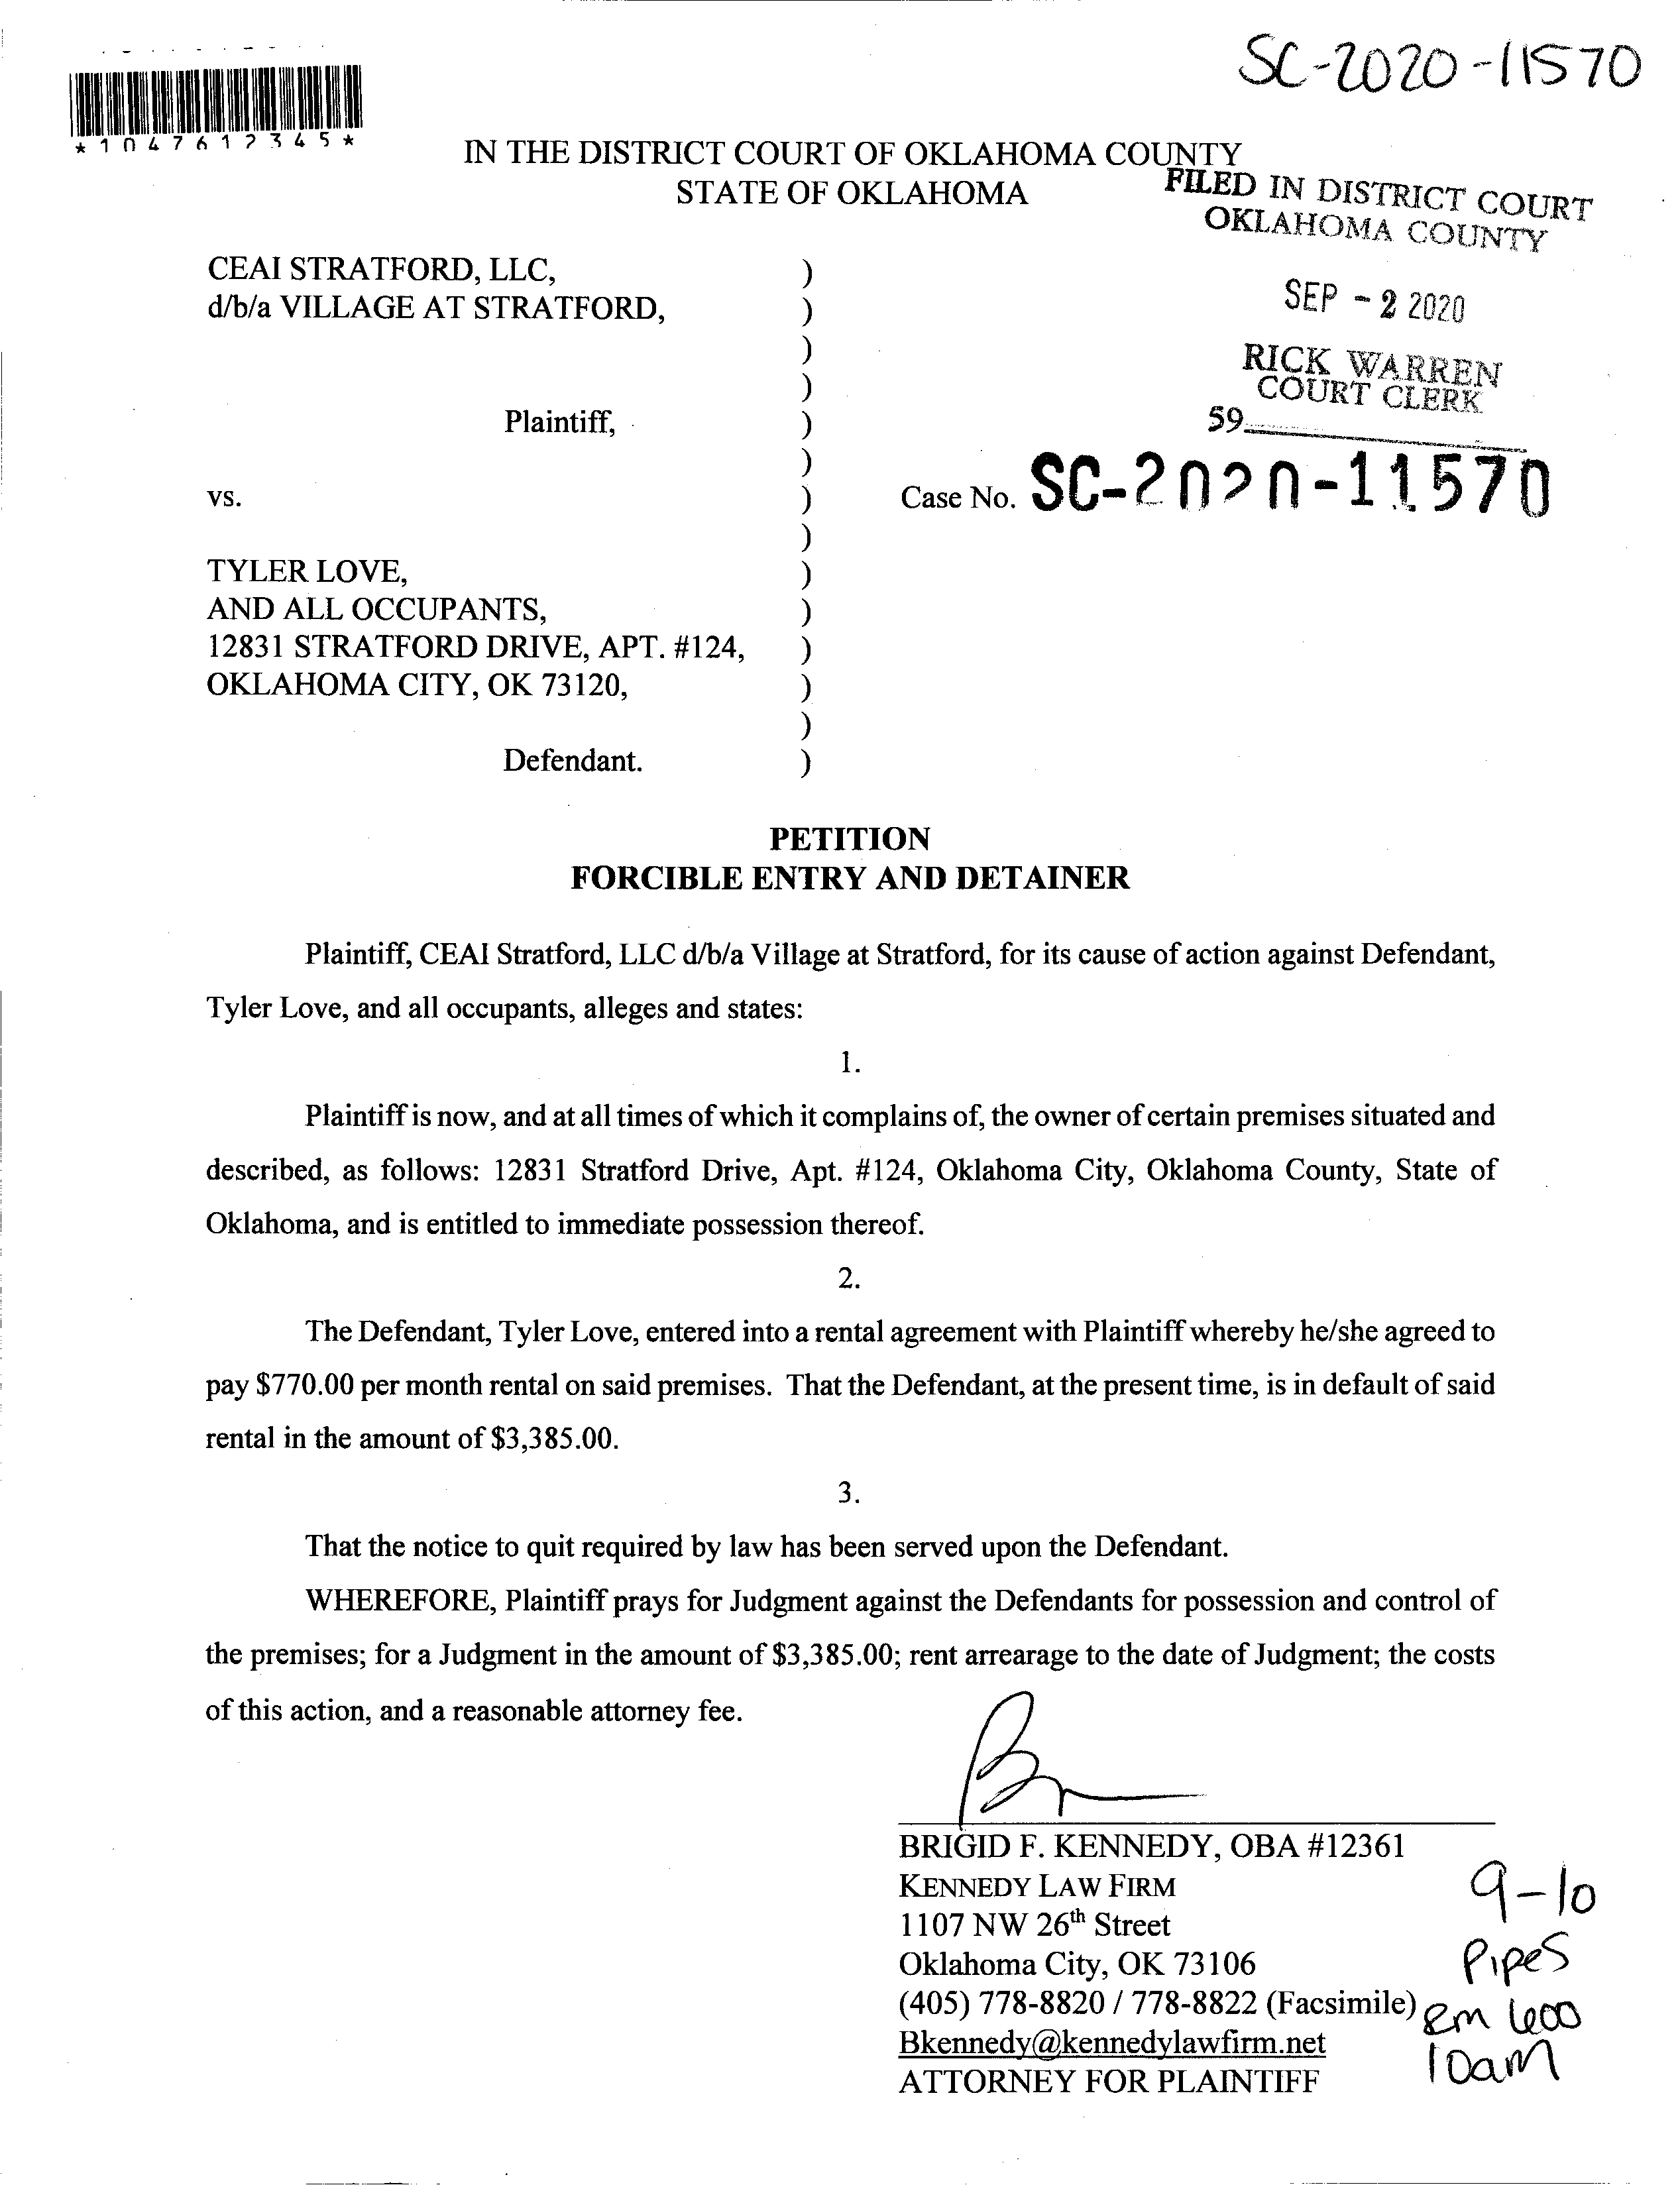 SC-2020-11570
*1047612345*
IN THE DISTRICT COURT OF OKLAHOMA COUNTY
STATE OF OKLAHOMA
FILED IN DISTRICT COURT
OKLAHOMA COUNTY
SEP - 2 2020
RICK WARREN
COURT CLERK
59
CEAI STRATFORD, LLC, )
d/b/a VILLAGE AT STRATFORD, )
)
)
Plaintiff, )
)
vs. ) Case No. SC-2020-11570
)
TYLER LOVE, )
AND ALL OCCUPANTS, )
12831 STRATFORD DRIVE, APT. #124, )
OKLAHOMA CITY, OK 73120, )
)
Defendant. )
PETITION
FORCIBLE ENTRY AND DETAINER
Plaintiff, CEAI Stratford, LLC d/b/a Village at Stratford, for its cause of action against Defendant,
Tyler Love, and all occupants, alleges and states:
1.
Plaintiff is now, and at all times of which it complains of, the owner of certain premises situated and
described, as follows: 12831 Stratford Drive, Apt. #124, Oklahoma City, Oklahoma County, State of
Oklahoma, and is entitled to immediate possession thereof.
2.
The Defendant, Tyler Love, entered into a rental agreement with Plaintiff whereby he/she agreed to
pay $770.00 per month rental on said premises. That the Defendant, at the present time, is in default of said
rental in the amount of $3,385.00.
3.
That the notice to quit required by law has been served upon the Defendant.
WHEREFORE, Plaintiff prays for Judgment against the Defendants for possession and control of
the premises; for a Judgment in the amount of $3,385.00; rent arrearage to the date of Judgment; the costs
of this action, and a reasonable attorney fee.
BRIGID F. KENNEDY, OBA #12361
KENNEDY LAW FIRM
1107 NW 26th Street
Oklahoma City, OK 73106
(405) 778-8820 / 778-8822 (Facsimile)
Bkennedy@kennedylawfirm.net
ATTORNEY FOR PLAINTIFF
9-10
Pipes
Rm 600
10am